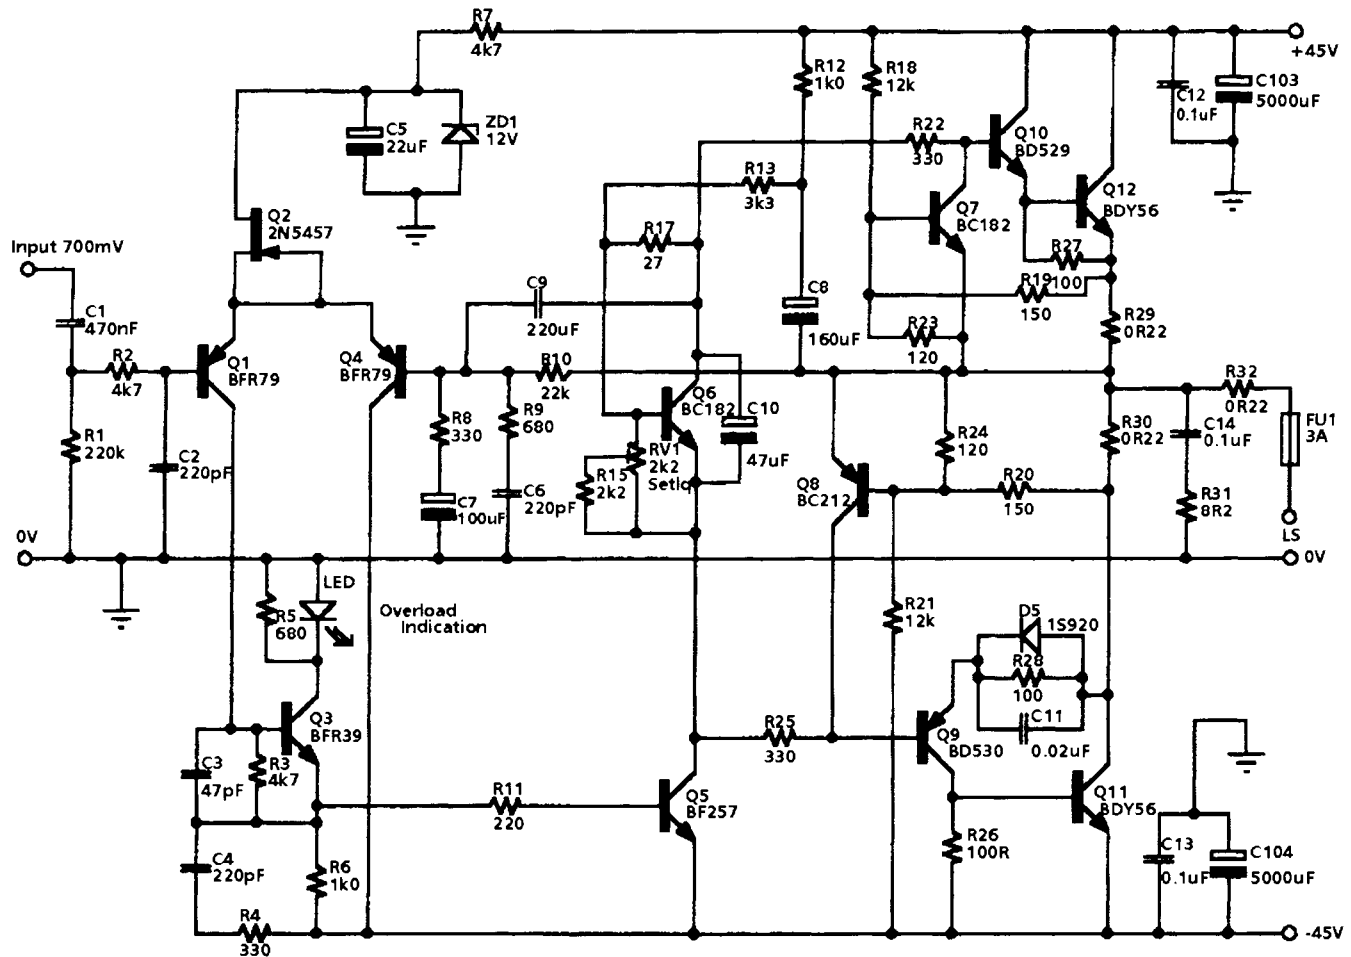 R7
4k7
+45V
R12
1k0
R18
12k
C12
0.1uF
C103
5000uF
C5
22uF
ZD1
12V
R22
330
Q10
BD529
R13
3k3
Q12
BDY56
Q2
2N5457
Q7
BC182
Input 700mV
R17
27
R27
100
R19
150
C9
220uF
C8
160uF
C1
470nF
R29
0R22
R23
120
R2
4k7
Q1
BFR79
Q4
BFR79
R10
22k
R32
0R22
Q6
BC182
C10
47uF
R8
330
R9
680
R30
0R22
C14
0.1uF
FU1
3A
R1
220k
C2
220pF
R24
120
RV1
2k2
SetIq
R15
2k2
Q8
BC212
R20
150
C7
100uF
C6
220pF
R31
8R2
LS
0V
0V
LED
R5
680
Overload
Indication
R21
12k
D5
1S920
R28
100
C11
0.02uF
Q3
BFR39
R25
330
Q9
BD530
C3
47pF
R3
4k7
R11
220
Q5
BF257
Q11
BDY56
C4
220pF
R6
1k0
R26
100R
C13
0.1uF
C104
5000uF
R4
330
-45V